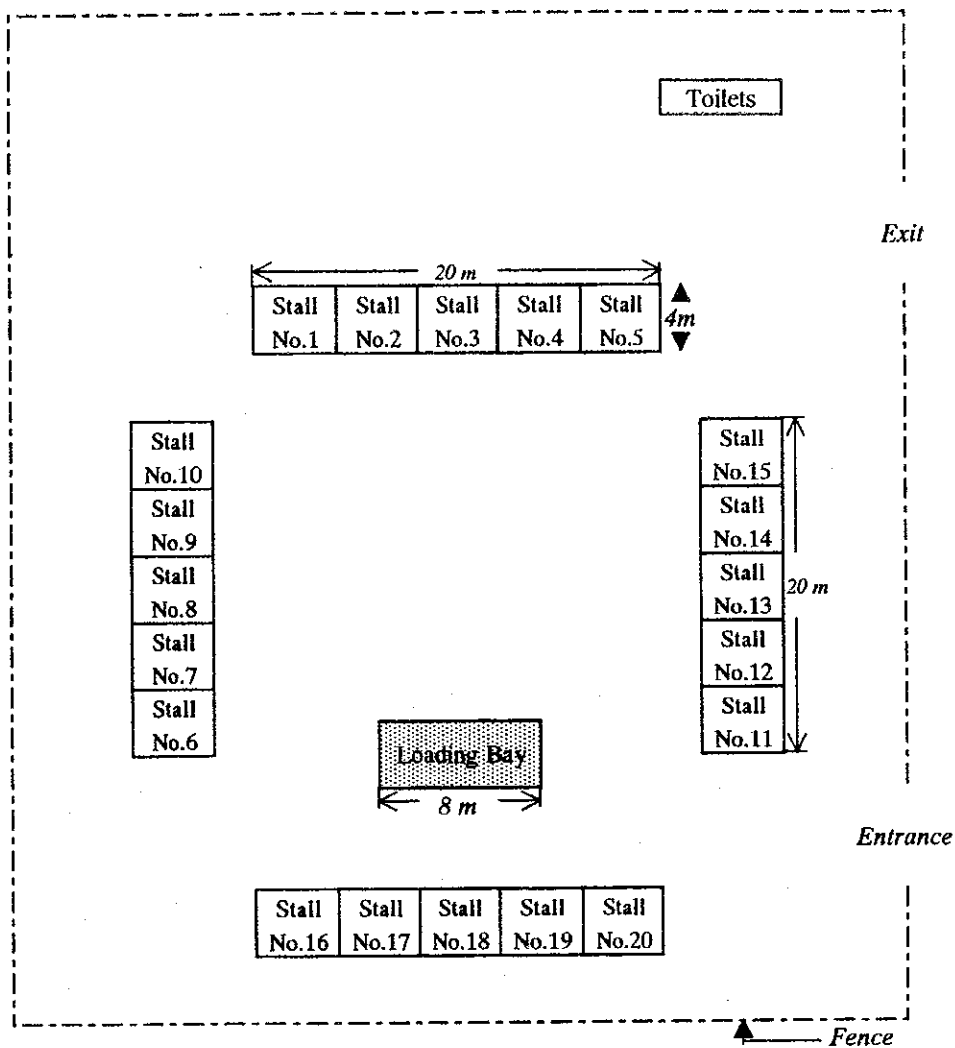 Toilets
Exit
20 m
Stall Stall Stall Stall Stall
No.1 No.2 No.3 No.4 No.5
4m
Stall
No.10
Stall
No.9
Stall
No.8
Stall
No.7
Stall
No.6
Stall
No.15
Stall
No.14
Stall
No.13
Stall
No.12
Stall
No.11
20 m
Loading Bay
8 m
Entrance
Stall Stall Stall Stall Stall
No.16 No.17 No.18 No.19 No.20
Fence